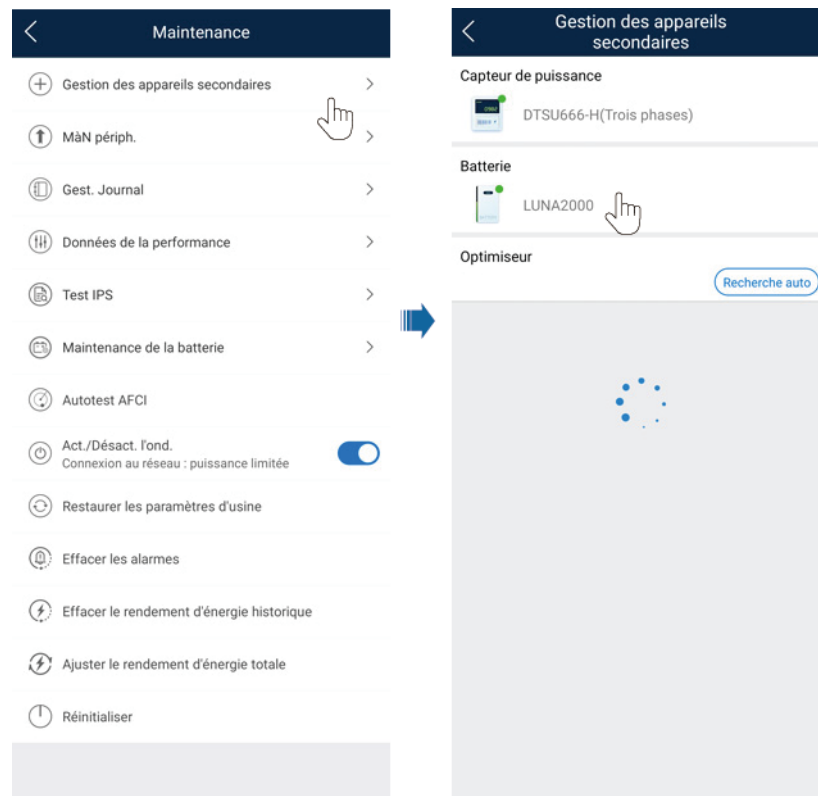 Maintenance
Gestion des appareils secondaires
MàN périph.
Gest. Journal
Données de la performance
Test IPS
Maintenance de la batterie
Autotest AFCI
Act./Désact. l'ond.
Connexion au réseau : puissance limitée
Restaurer les paramètres d'usine
Effacer les alarmes
Effacer le rendement d'énergie historique
Ajuster le rendement d'énergie totale
Réinitialiser
Gestion des appareils
secondaires
Capteur de puissance
DTSU666-H(Trois phases)
Batterie
LUNA2000
Optimiseur
Recherche auto